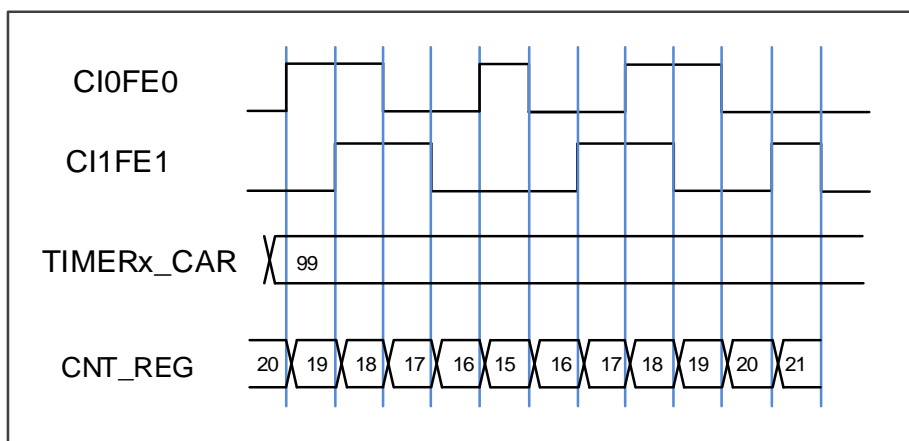 CI0FE0
CI1FE1
TIMERx_CAR 99
CNT_REG 20 19 18 17 16 15 16 17 18 19 20 21